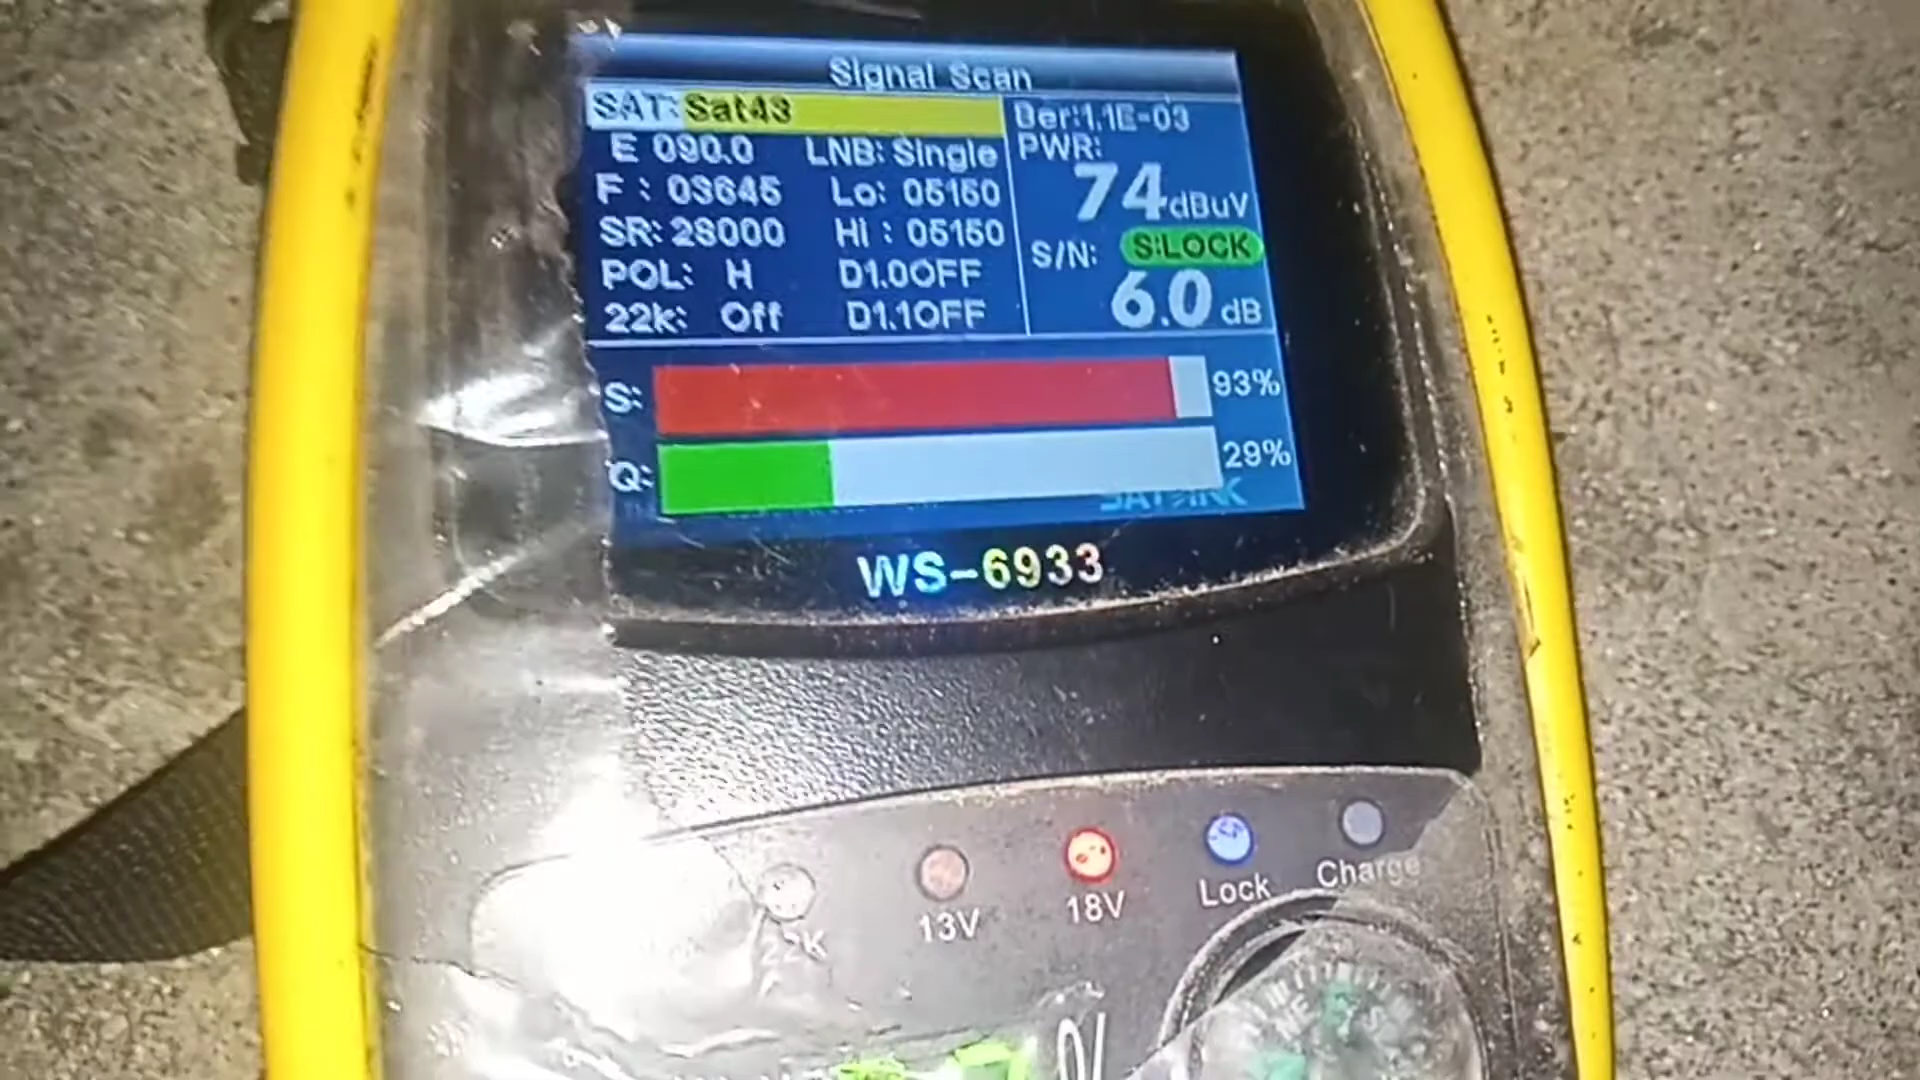 Signal Scan
SAT: Sat43
E 090.0 LNB: Single
F : 03645 Lo: 05150
SR: 28000 Hi : 05150
POL: H D1.0OFF
22k: Off D1.1OFF
Ber:1.1E-03
PWR:
74 dBuV
S/N: S:LOCK
6.0 dB
S: 93%
Q: 29%
SATLINK
WS-6933
22K 13V 18V Lock Charge